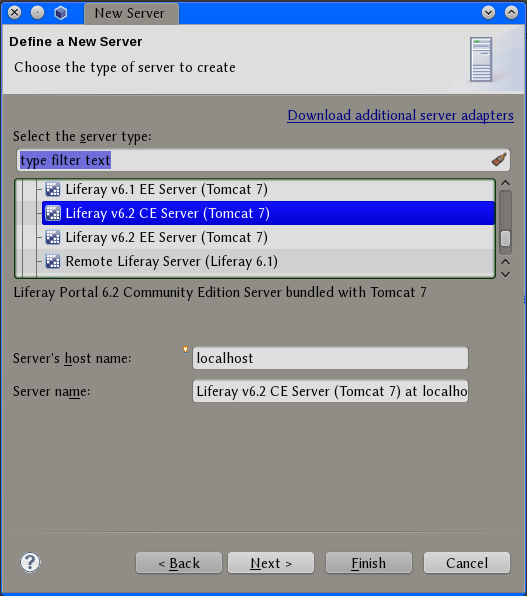 New Server
Define a New Server
Choose the type of server to create
Download additional server adapters
Select the server type:
type filter text
Liferay v6.1 EE Server (Tomcat 7)
Liferay v6.2 CE Server (Tomcat 7)
Liferay v6.2 EE Server (Tomcat 7)
Remote Liferay Server (Liferay 6.1)
Liferay Portal 6.2 Community Edition Server bundled with Tomcat 7
Server's host name: localhost
Server name: Liferay v6.2 CE Server (Tomcat 7) at localho
? < Back Next > Finish Cancel